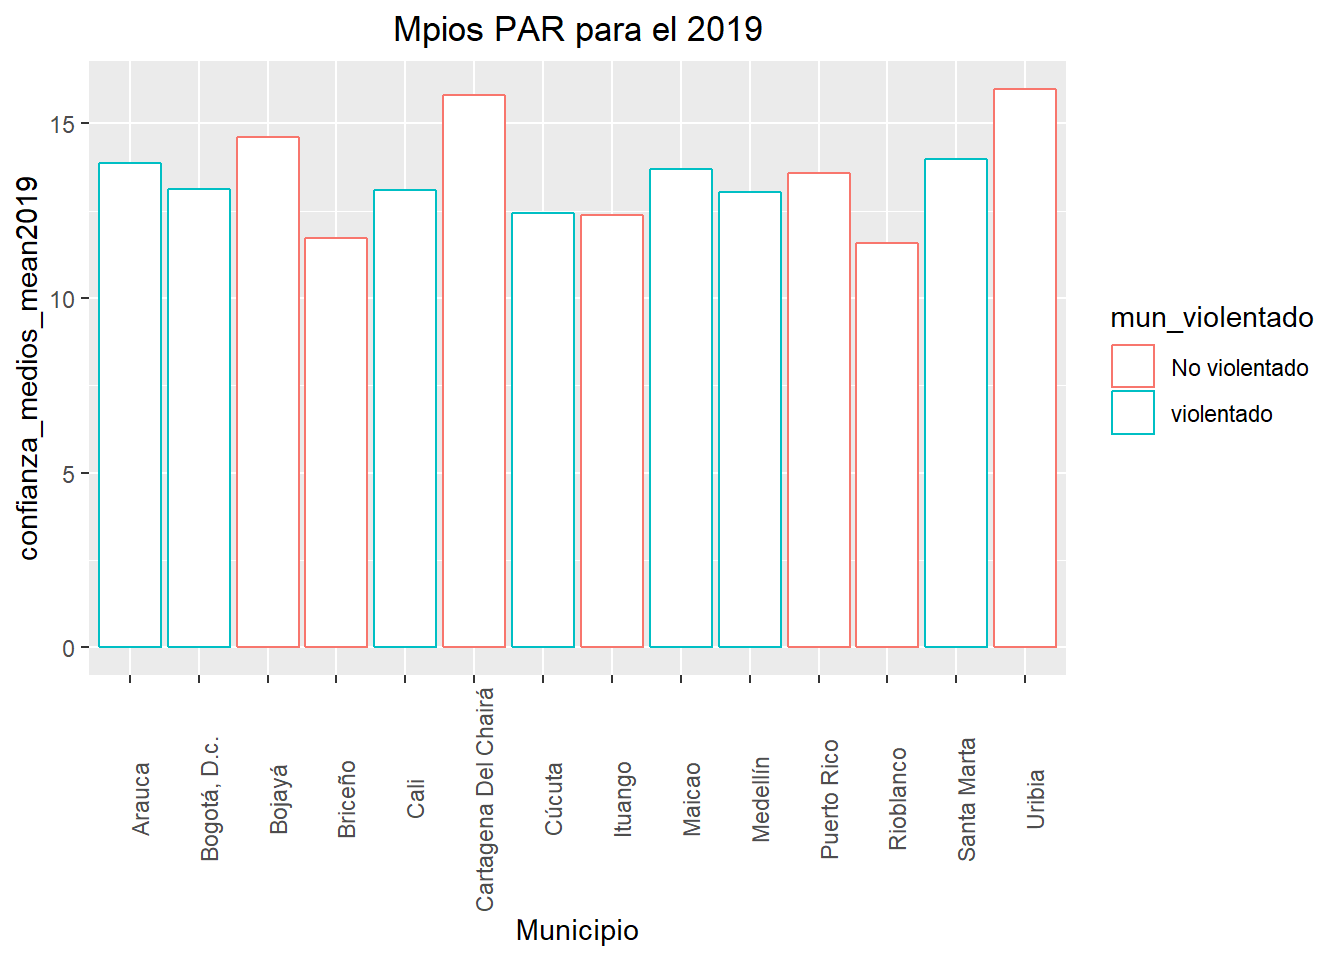 Mpios PAR para el 2019
confianza_medios_mean2019
15
10
5
0
Arauca
Bogotá, D.c.
Bojayá
Briceño
Cali
Cartagena Del Chairá
Cúcuta
Ituango
Maicao
Medellín
Puerto Rico
Rioblanco
Santa Marta
Uribia
Municipio
mun_violentado
No violentado
violentado